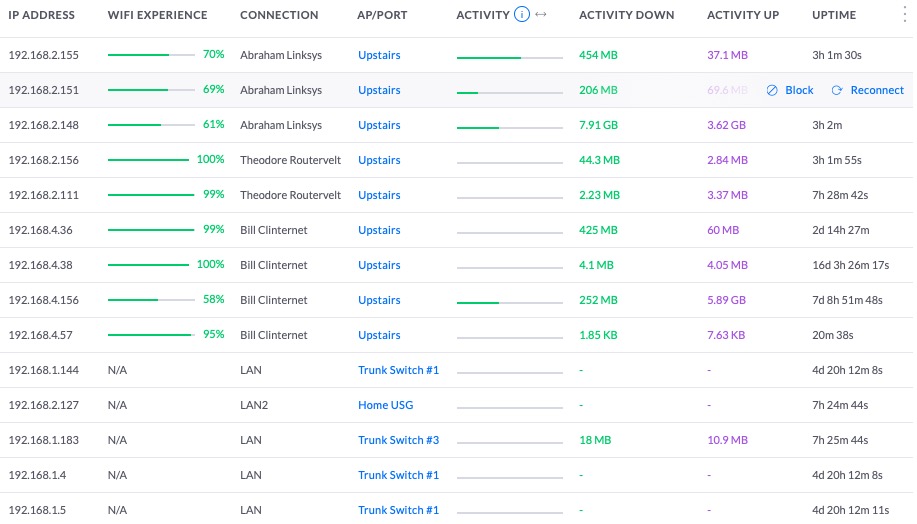 IP ADDRESS WIFI EXPERIENCE CONNECTION AP/PORT ACTIVITY i ACTIVITY DOWN ACTIVITY UP UPTIME
192.168.2.155 70% Abraham Linksys Upstairs 454 MB 37.1 MB 3h 1m 30s
192.168.2.151 69% Abraham Linksys Upstairs 206 MB 69.6 MB Block Reconnect
192.168.2.148 61% Abraham Linksys Upstairs 7.91 GB 3.62 GB 3h 2m
192.168.2.156 100% Theodore Routervelt Upstairs 44.3 MB 2.84 MB 3h 1m 55s
192.168.2.111 99% Theodore Routervelt Upstairs 2.23 MB 3.37 MB 7h 28m 42s
192.168.4.36 99% Bill Clinternet Upstairs 425 MB 60 MB 2d 14h 27m
192.168.4.38 100% Bill Clinternet Upstairs 4.1 MB 4.05 MB 16d 3h 26m 17s
192.168.4.156 58% Bill Clinternet Upstairs 252 MB 5.89 GB 7d 8h 51m 48s
192.168.4.57 95% Bill Clinternet Upstairs 1.85 KB 7.63 KB 20m 38s
192.168.1.144 N/A LAN Trunk Switch #1 - - 4d 20h 12m 8s
192.168.2.127 N/A LAN2 Home USG - - 7h 24m 44s
192.168.1.183 N/A LAN Trunk Switch #3 18 MB 10.9 MB 7h 25m 44s
192.168.1.4 N/A LAN Trunk Switch #1 - - 4d 20h 12m 8s
192.168.1.5 N/A LAN Trunk Switch #1 - - 4d 20h 12m 11s